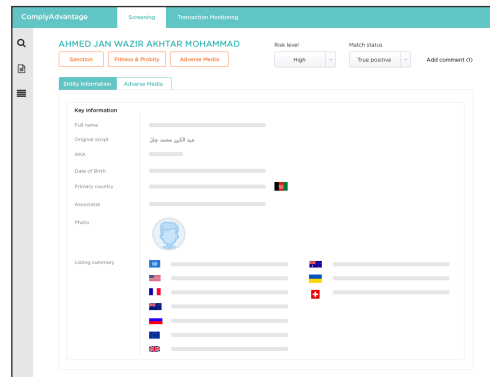 ComplyAdvantage
Screening
Transaction Monitoring
AHMED JAN WAZIR AKHTAR MOHAMMAD
Risk level
Match status
Sanction
Fitness & Probity
Adverse Media
High
True positive
Add comment (1)
Entity Information
Adverse Media
Key information
Full name
Original script
عبد الكبير محمد جان
AKA
Date of Birth
Primary country
Associates
Photo
Listing summary